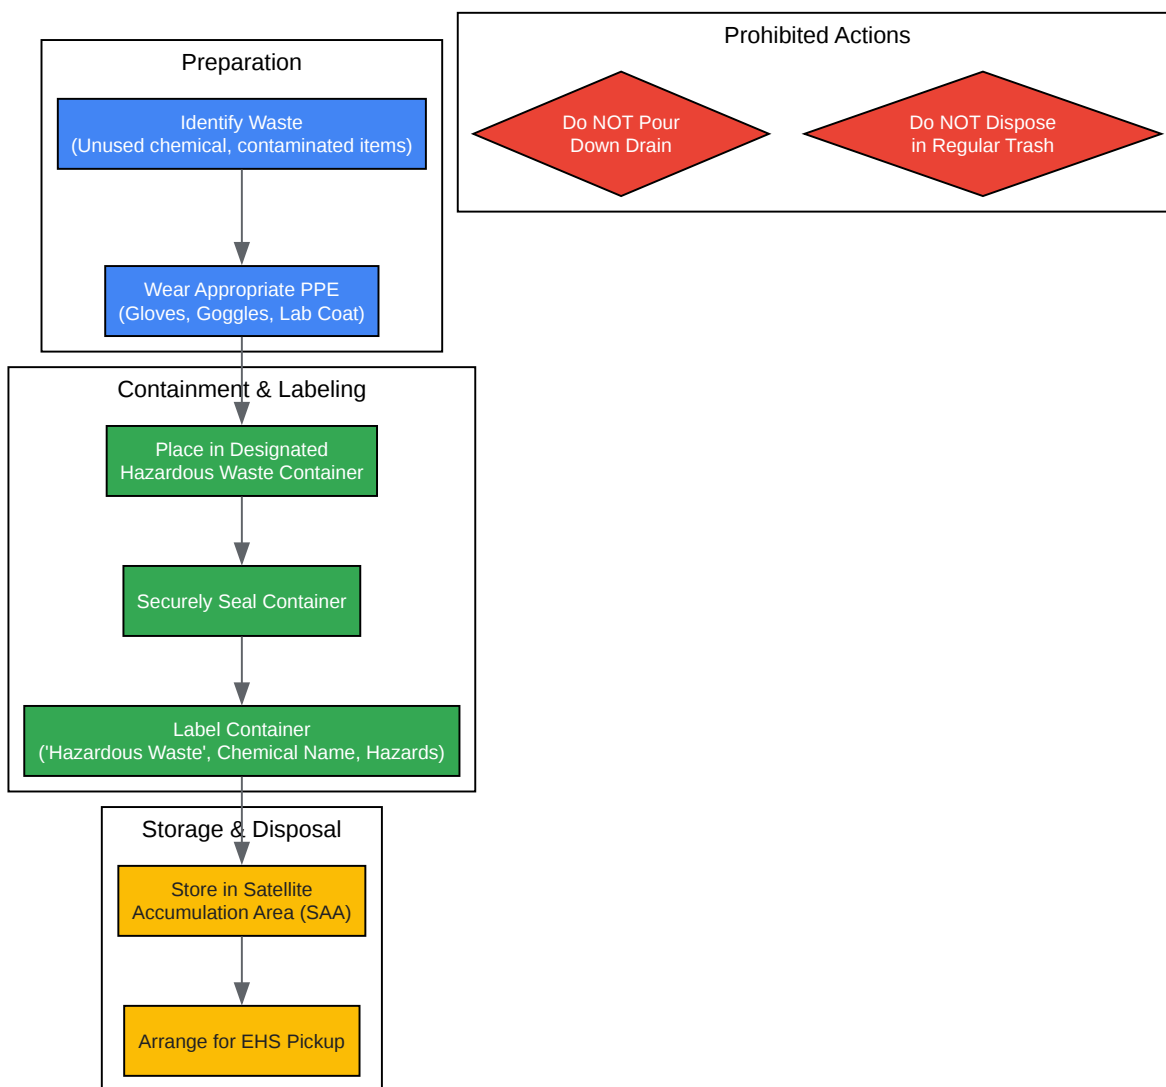 Preparation
Identify Waste
(Unused chemical, contaminated items)
Wear Appropriate PPE
(Gloves, Goggles, Lab Coat)
Prohibited Actions
Do NOT Pour
Down Drain
Do NOT Dispose
in Regular Trash
Containment & Labeling
Place in Designated
Hazardous Waste Container
Securely Seal Container
Label Container
('Hazardous Waste', Chemical Name, Hazards)
Storage & Disposal
Store in Satellite
Accumulation Area (SAA)
Arrange for EHS Pickup